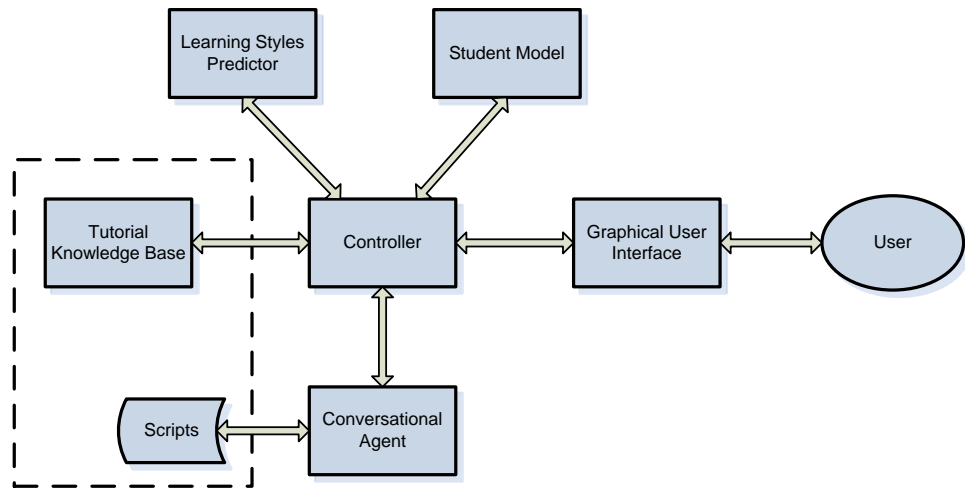 Learning Styles
Predictor
Student Model
Tutorial
Knowledge Base
Controller
Graphical User
Interface
User
Scripts
Conversational
Agent